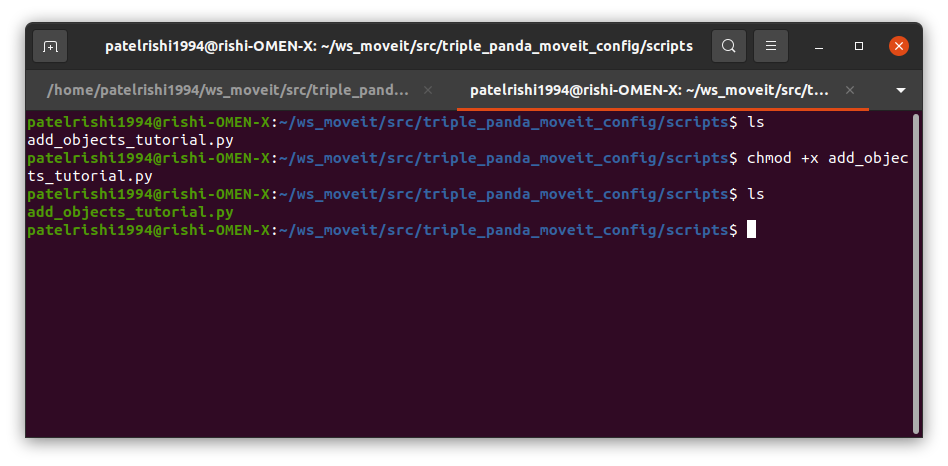 patelrishi1994@rishi-OMEN-X: ~/ws_moveit/src/triple_panda_moveit_config/scripts
/home/patelrishi1994/ws_moveit/src/triple_pand...
patelrishi1994@rishi-OMEN-X: ~/ws_moveit/src/t...
patelrishi1994@rishi-OMEN-X:~/ws_moveit/src/triple_panda_moveit_config/scripts$ ls
add_objects_tutorial.py
patelrishi1994@rishi-OMEN-X:~/ws_moveit/src/triple_panda_moveit_config/scripts$ chmod +x add_objec
ts_tutorial.py
patelrishi1994@rishi-OMEN-X:~/ws_moveit/src/triple_panda_moveit_config/scripts$ ls
add_objects_tutorial.py
patelrishi1994@rishi-OMEN-X:~/ws_moveit/src/triple_panda_moveit_config/scripts$